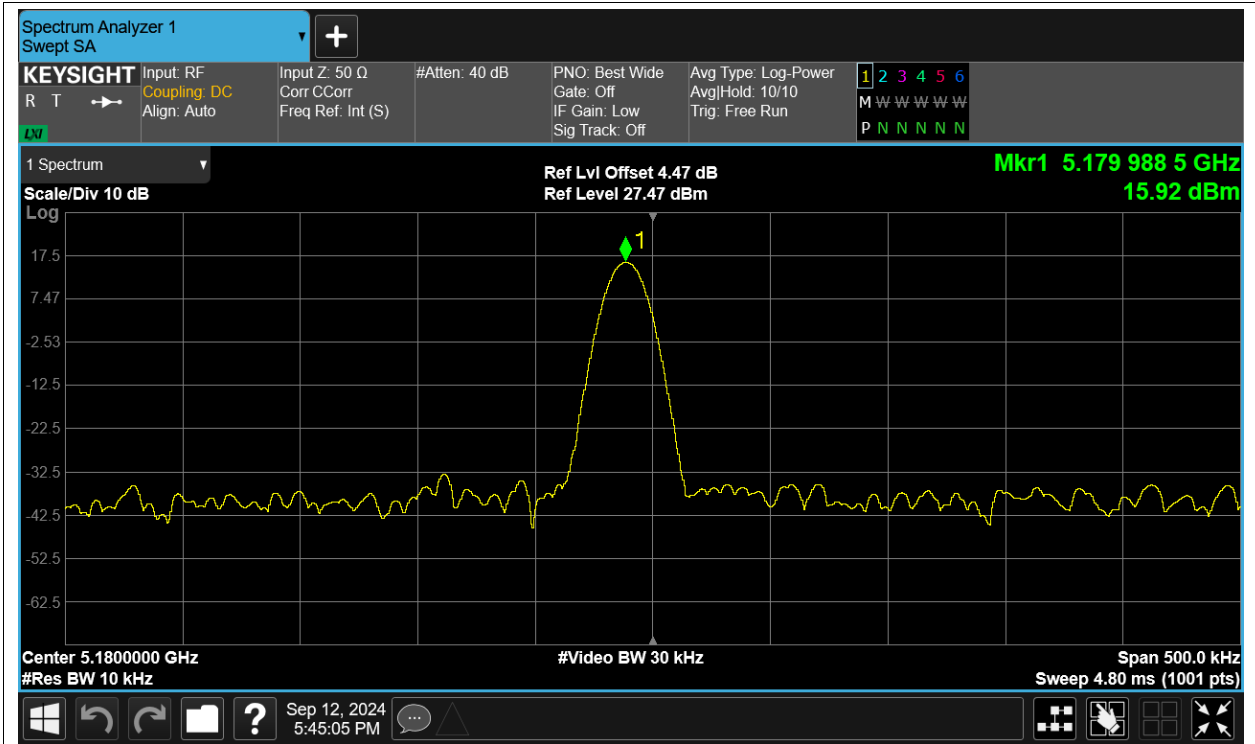 Spectrum Analyzer 1
Swept SA
KEYSIGHT
R T
LXI
Input: RF
Coupling: DC
Align: Auto
Input Z: 50 Ω
Corr CCorr
Freq Ref: Int (S)
#Atten: 40 dB
PNO: Best Wide
Gate: Off
IF Gain: Low
Sig Track: Off
Avg Type: Log-Power
Avg|Hold: 10/10
Trig: Free Run
1 2 3 4 5 6
M W W W W W
P N N N N N
1 Spectrum
Scale/Div 10 dB
Log
Ref Lvl Offset 4.47 dB
Ref Level 27.47 dBm
Mkr1 5.179 988 5 GHz
15.92 dBm
1
17.5
7.47
-2.53
-12.5
-22.5
-32.5
-42.5
-52.5
-62.5
Center 5.1800000 GHz
#Video BW 30 kHz
Span 500.0 kHz
#Res BW 10 kHz
Sweep 4.80 ms (1001 pts)
?
Sep 12, 2024
5:45:05 PM